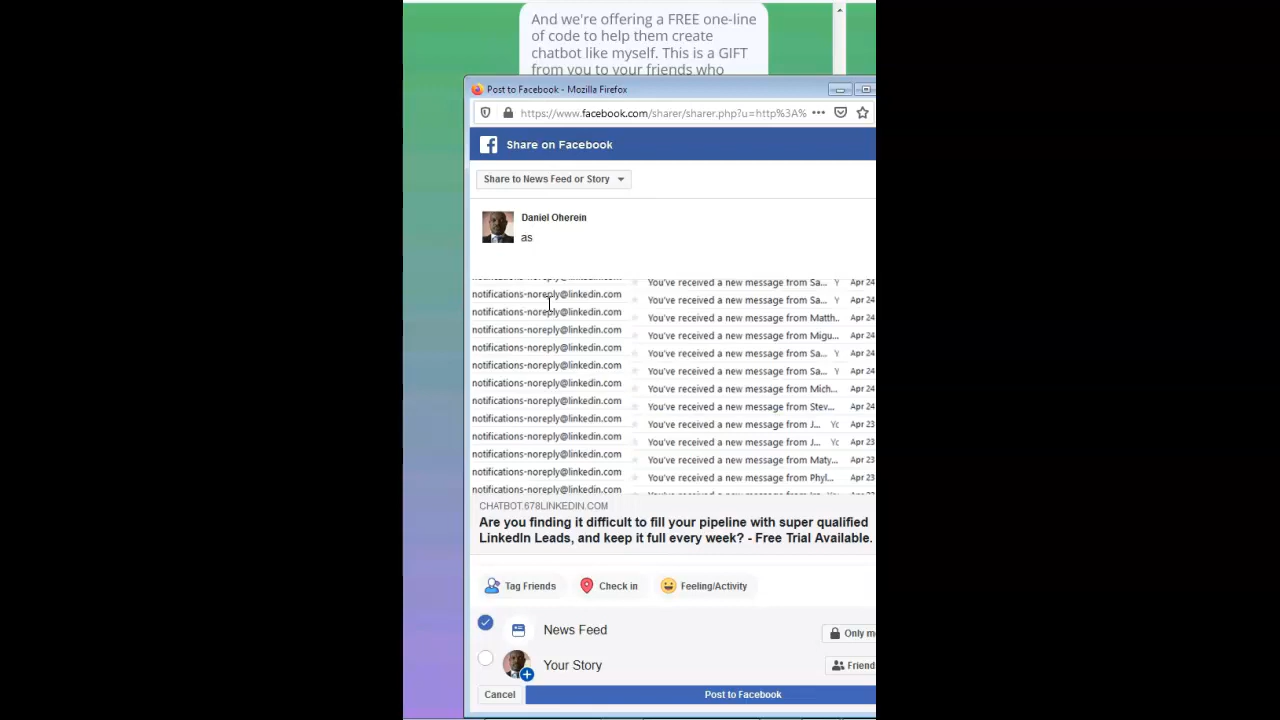 And we're offering a FREE one-line
of code to help them create
chatbot like myself. This is a GIFT
from you to your friends who
Post to Facebook - Mozilla Firefox
https://www.facebook.com/sharer/sharer.php?u=http%3A%
Share on Facebook
Share to News Feed or Story
Daniel Oherein
as
notifications-noreply@linkedin.com You've received a new message from Sa... Y Apr 24
notifications-noreply@linkedin.com You've received a new message from Sa... Y Apr 24
notifications-noreply@linkedin.com You've received a new message from Matth.. Apr 24
notifications-noreply@linkedin.com You've received a new message from Migu... Apr 24
notifications-noreply@linkedin.com You've received a new message from Sa... Y Apr 24
notifications-noreply@linkedin.com You've received a new message from Sa... Y Apr 24
notifications-noreply@linkedin.com You've received a new message from Mich... Apr 24
notifications-noreply@linkedin.com You've received a new message from Stev... Apr 24
notifications-noreply@linkedin.com You've received a new message from J... Yc Apr 23
notifications-noreply@linkedin.com You've received a new message from J... Yc Apr 23
notifications-noreply@linkedin.com You've received a new message from Maty... Apr 23
notifications-noreply@linkedin.com You've received a new message from Phyl... Apr 23
notifications-noreply@linkedin.com
CHATBOT.678LINKEDIN.COM
Are you finding it difficult to fill your pipeline with super qualified
LinkedIn Leads, and keep it full every week? - Free Trial Available.
Tag Friends Check in Feeling/Activity
News Feed Only m
Your Story Friend
Cancel Post to Facebook